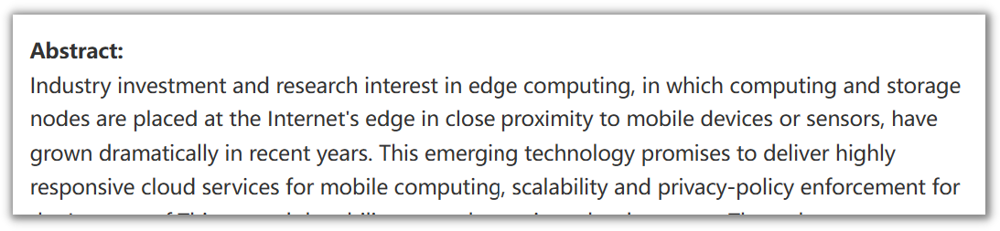 Abstract:
Industry investment and research interest in edge computing, in which computing and storage
nodes are placed at the Internet's edge in close proximity to mobile devices or sensors, have
grown dramatically in recent years. This emerging technology promises to deliver highly
responsive cloud services for mobile computing, scalability and privacy-policy enforcement for